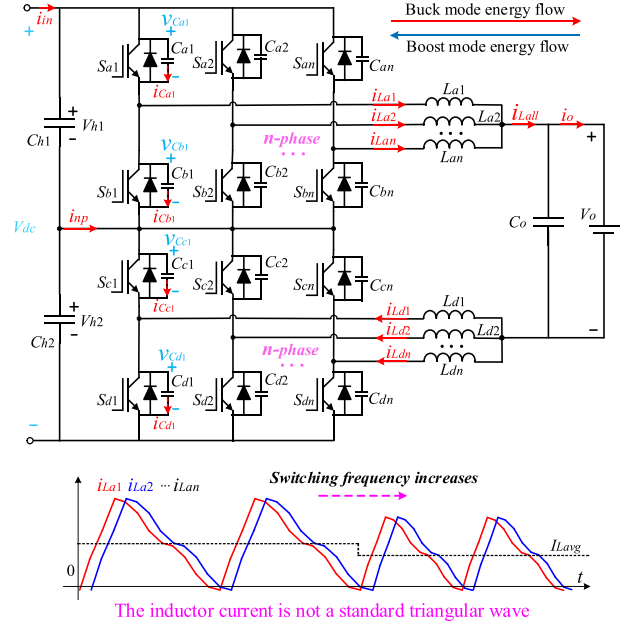 iin
vCa1
Buck mode energy flow
Boost mode energy flow
+
+
Sa1
Ca1
Sa2
Ca2
San
Can
−
iCa1
iLa1
La1
iLa2
La2
iLall
io
iLan
···
Lan
+
Vh1
Ch1
−
vCb1
+
n-phase
···
+
Sb1
Cb1
Sb2
Cb2
Sbn
Cbn
−
iCb1
Co
Vo
Vdc
inp
vCc1
+
Sc1
Cc1
Sc2
Cc2
Scn
Ccn
−
iCc1
iLd1
Ld1
−
iLd2
Ld2
iLdn
···
Ldn
+
Vh2
Ch2
−
vCd1
+
n-phase
···
Sd1
Cd1
Sd2
Cd2
Sdn
Cdn
−
iCd1
−
iLa1 iLa2 ··· iLan
Switching frequency increases
ILavg
0
t
The inductor current is not a standard triangular wave